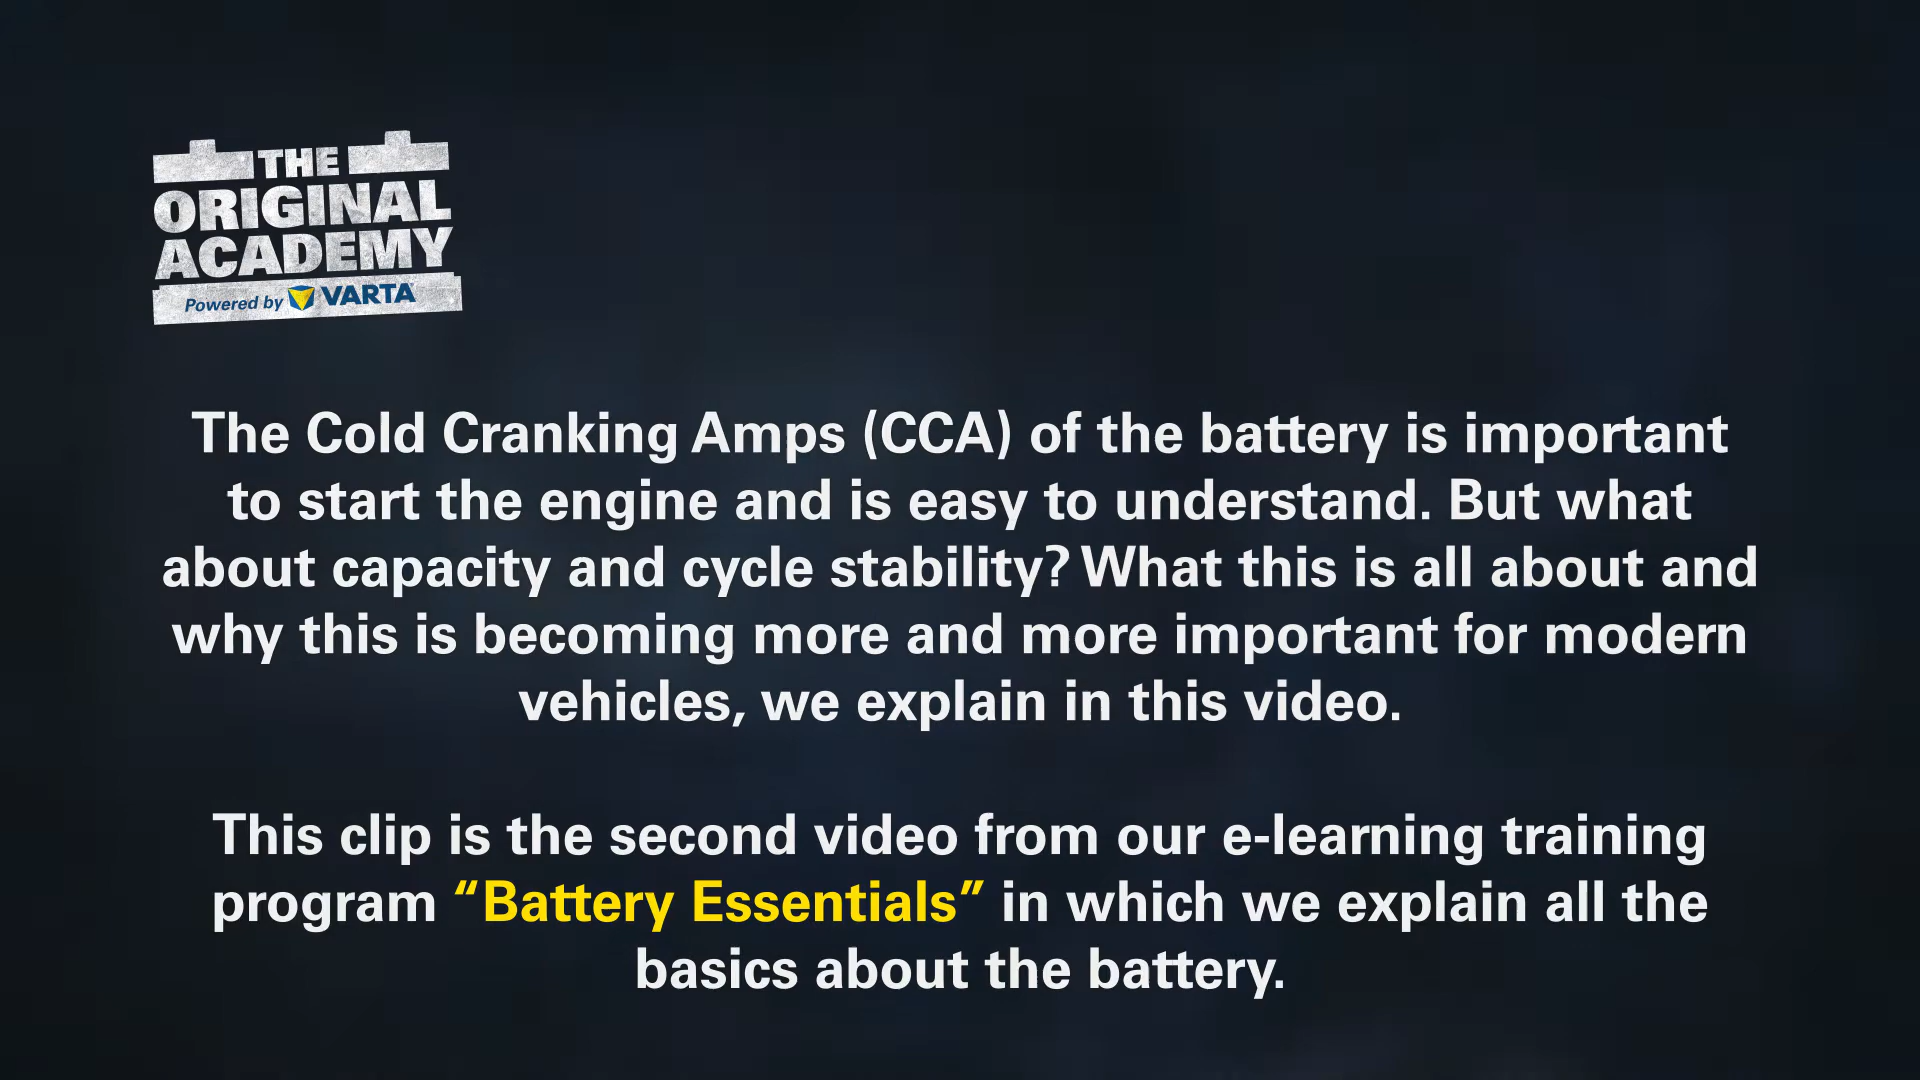 THE
ORIGINAL
ACADEMY
Powered by VARTA
The Cold Cranking Amps (CCA) of the battery is important
to start the engine and is easy to understand. But what
about capacity and cycle stability? What this is all about and
why this is becoming more and more important for modern
vehicles, we explain in this video.
This clip is the second video from our e-learning training
program “Battery Essentials” in which we explain all the
basics about the battery.